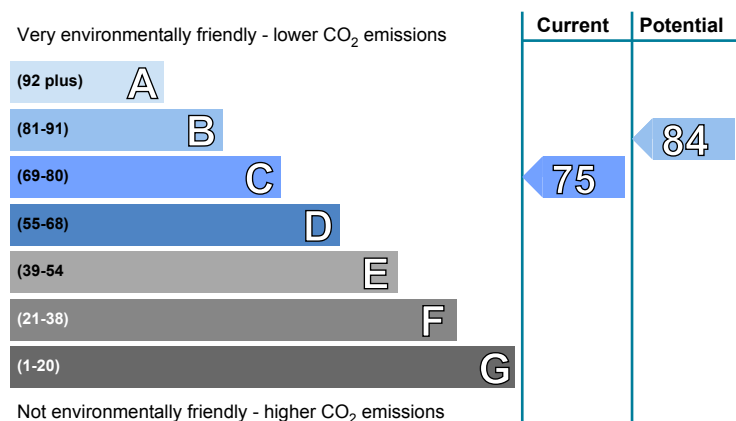 Current Potential
Very environmentally friendly - lower CO2 emissions
(92 plus) A
(81-91) B
84
(69-80) C
75
(55-68) D
(39-54 E
(21-38) F
(1-20) G
Not environmentally friendly - higher CO2 emissions